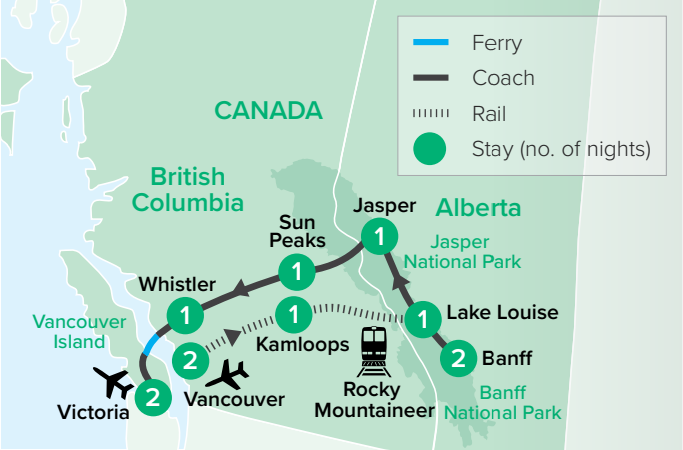 Ferry
Coach
Rail
Stay (no. of nights)
CANADA
British
Columbia
Alberta
Jasper
Sun
Peaks
Jasper
National Park
1
1
Whistler
1
1
1
Lake Louise
Vancouver
Island
Kamloops
2
2
Banff
Rocky
Mountaineer
Banff
National Park
Vancouver
2
Victoria